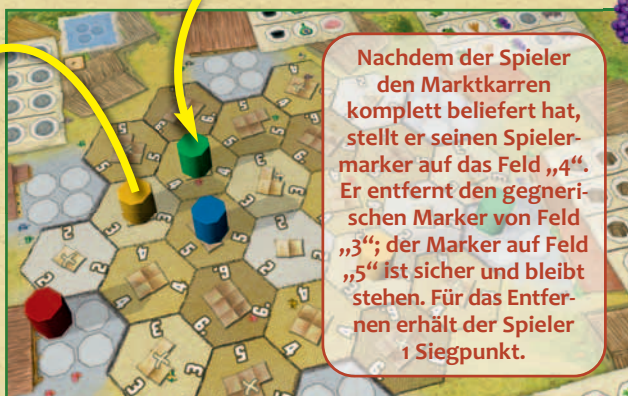 Nachdem der Spieler
den Marktkarren
komplett beliefert hat,
stellt er seinen Spieler-
marker auf das Feld „4“.
Er entfernt den gegneri-
schen Marker von Feld
„3“; der Marker auf Feld
„5“ ist sicher und bleibt
stehen. Für das Entfer-
nen erhält der Spieler
1 Siegpunkt.